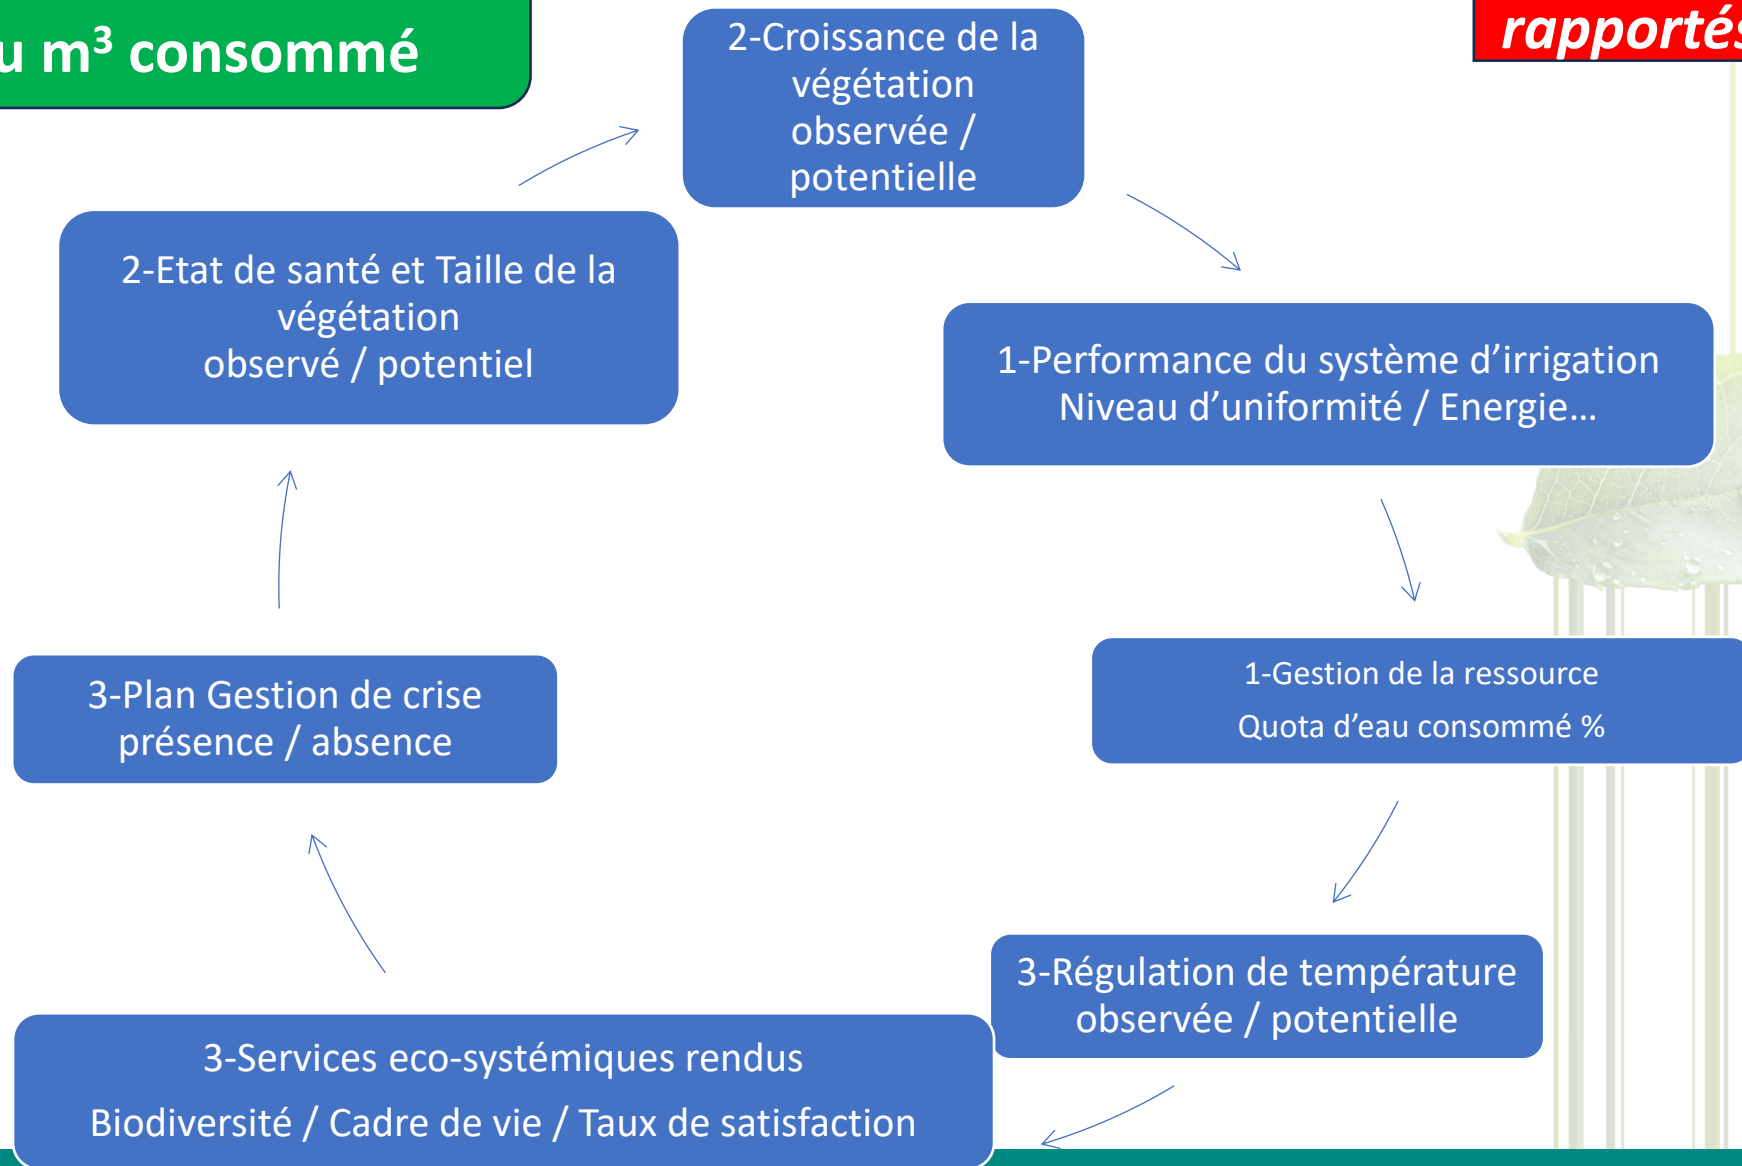 u m³ consommé
rapportés
2-Croissance de la
végétation
observée /
potentielle
2-Etat de santé et Taille de la
végétation
observé / potentiel
1-Performance du système d’irrigation
Niveau d’uniformité / Energie…
1-Gestion de la ressource
Quota d’eau consommé %
3-Plan Gestion de crise
présence / absence
3-Régulation de température
observée / potentielle
3-Services eco-systémiques rendus
Biodiversité / Cadre de vie / Taux de satisfaction